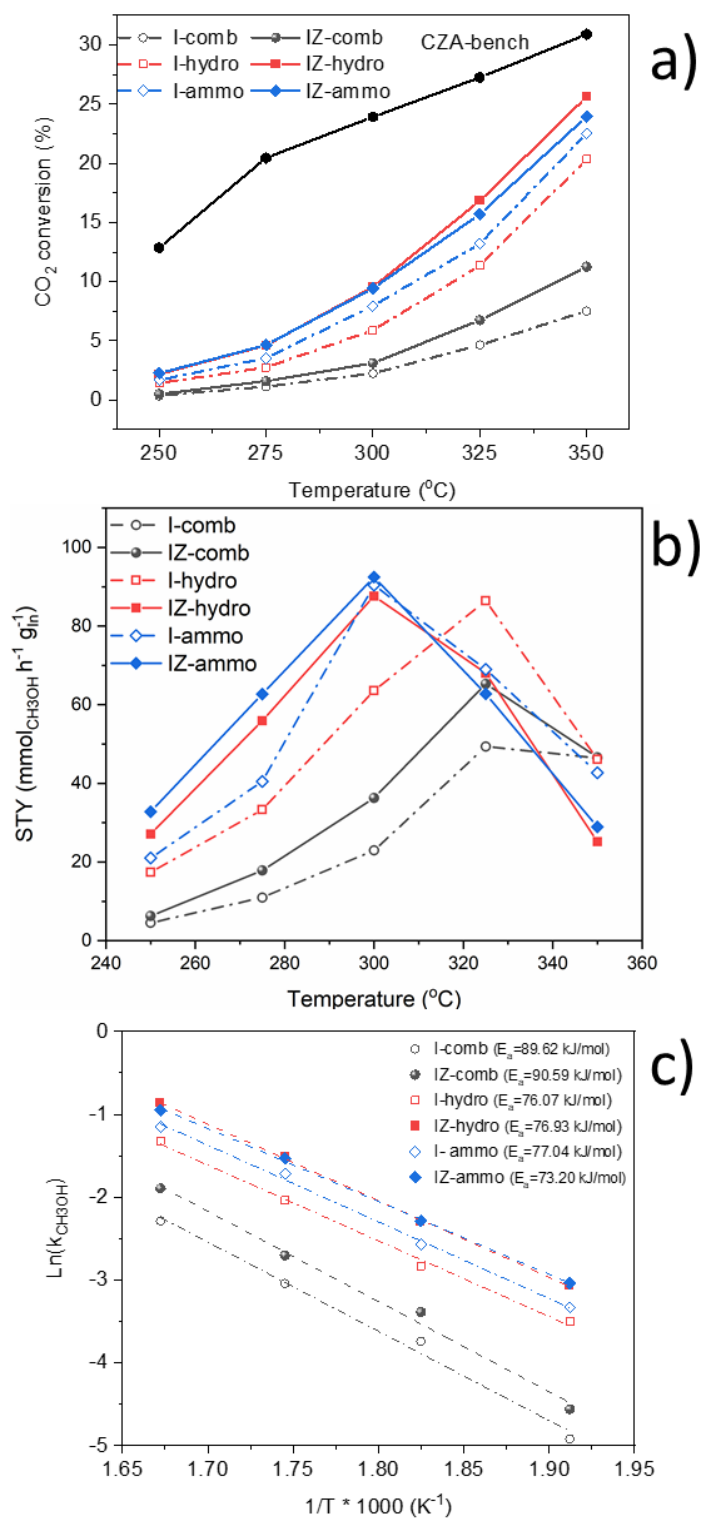 a)
I-comb IZ-comb CZA-bench
I-hydro IZ-hydro
I-ammo IZ-ammo
30
25
20
15
10
5
0
CO₂ conversion (%)
250 275 300 325 350
Temperature (°C)
b)
I-comb
IZ-comb
I-hydro
IZ-hydro
I-ammo
IZ-ammo
100
80
60
40
20
0
STY (mmol_CH3OH h⁻¹ g_In⁻¹)
240 260 280 300 320 340 360
Temperature (°C)
c)
I-comb (Eₐ=89.62 kJ/mol)
IZ-comb (Eₐ=90.59 kJ/mol)
I-hydro (Eₐ=76.07 kJ/mol)
IZ-hydro (Eₐ=76.93 kJ/mol)
I- ammo (Eₐ=77.04 kJ/mol)
IZ-ammo (Eₐ=73.20 kJ/mol)
0
-1
-2
-3
-4
-5
Ln(k_CH3OH)
1.65 1.70 1.75 1.80 1.85 1.90 1.95
1/T * 1000 (K⁻¹)